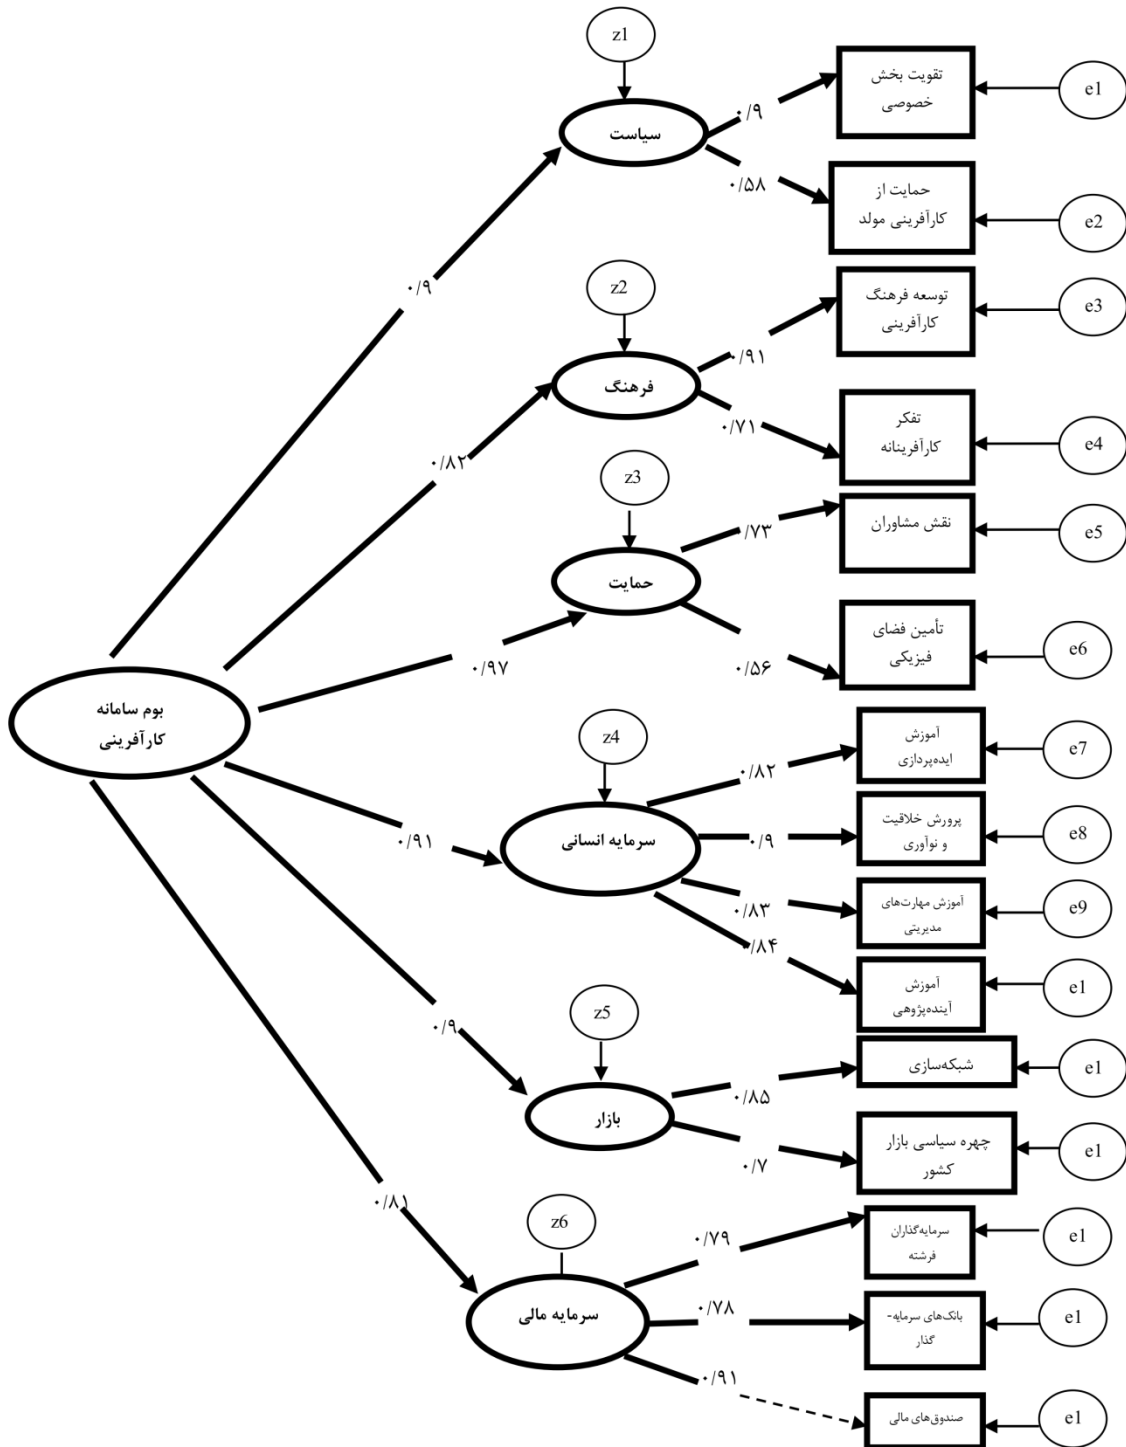 z1
تقویت بخش
خصوصی
e1
۰/۹
سیاست
۰/۵۸
حمایت از
کارآفرینی مولد
e2
۰/۹
z2
توسعه فرهنگ
کارآفرینی
e3
۰/۹۱
فرهنگ
۰/۷۱
تفکر
کارآفرینانه
e4
۰/۸۲
z3
نقش مشاوران
e5
۰/۷۳
حمایت
۰/۵۶
تأمین فضای
فیزیکی
e6
۰/۹۷
بوم سامانه
کارآفرینی
z4
آموزش
ایده‌پردازی
e7
۰/۸۲
۰/۹۱
سرمایه انسانی
۰/۹
پرورش خلاقیت
و نوآوری
e8
۰/۸۳
آموزش مهارت‌های
مدیریتی
e9
۰/۸۴
آموزش
آینده‌پژوهی
e1
z5
۰/۹
شبکه‌سازی
e1
۰/۸۵
بازار
۰/۷
چهره سیاسی بازار
کشور
e1
۰/۸۱
z6
سرمایه‌گذاران
فرشته
e1
۰/۷۹
سرمایه مالی
۰/۷۸
بانک‌های سرمایه-
گذار
e1
۰/۹۱
صندوق‌های مالی
e1